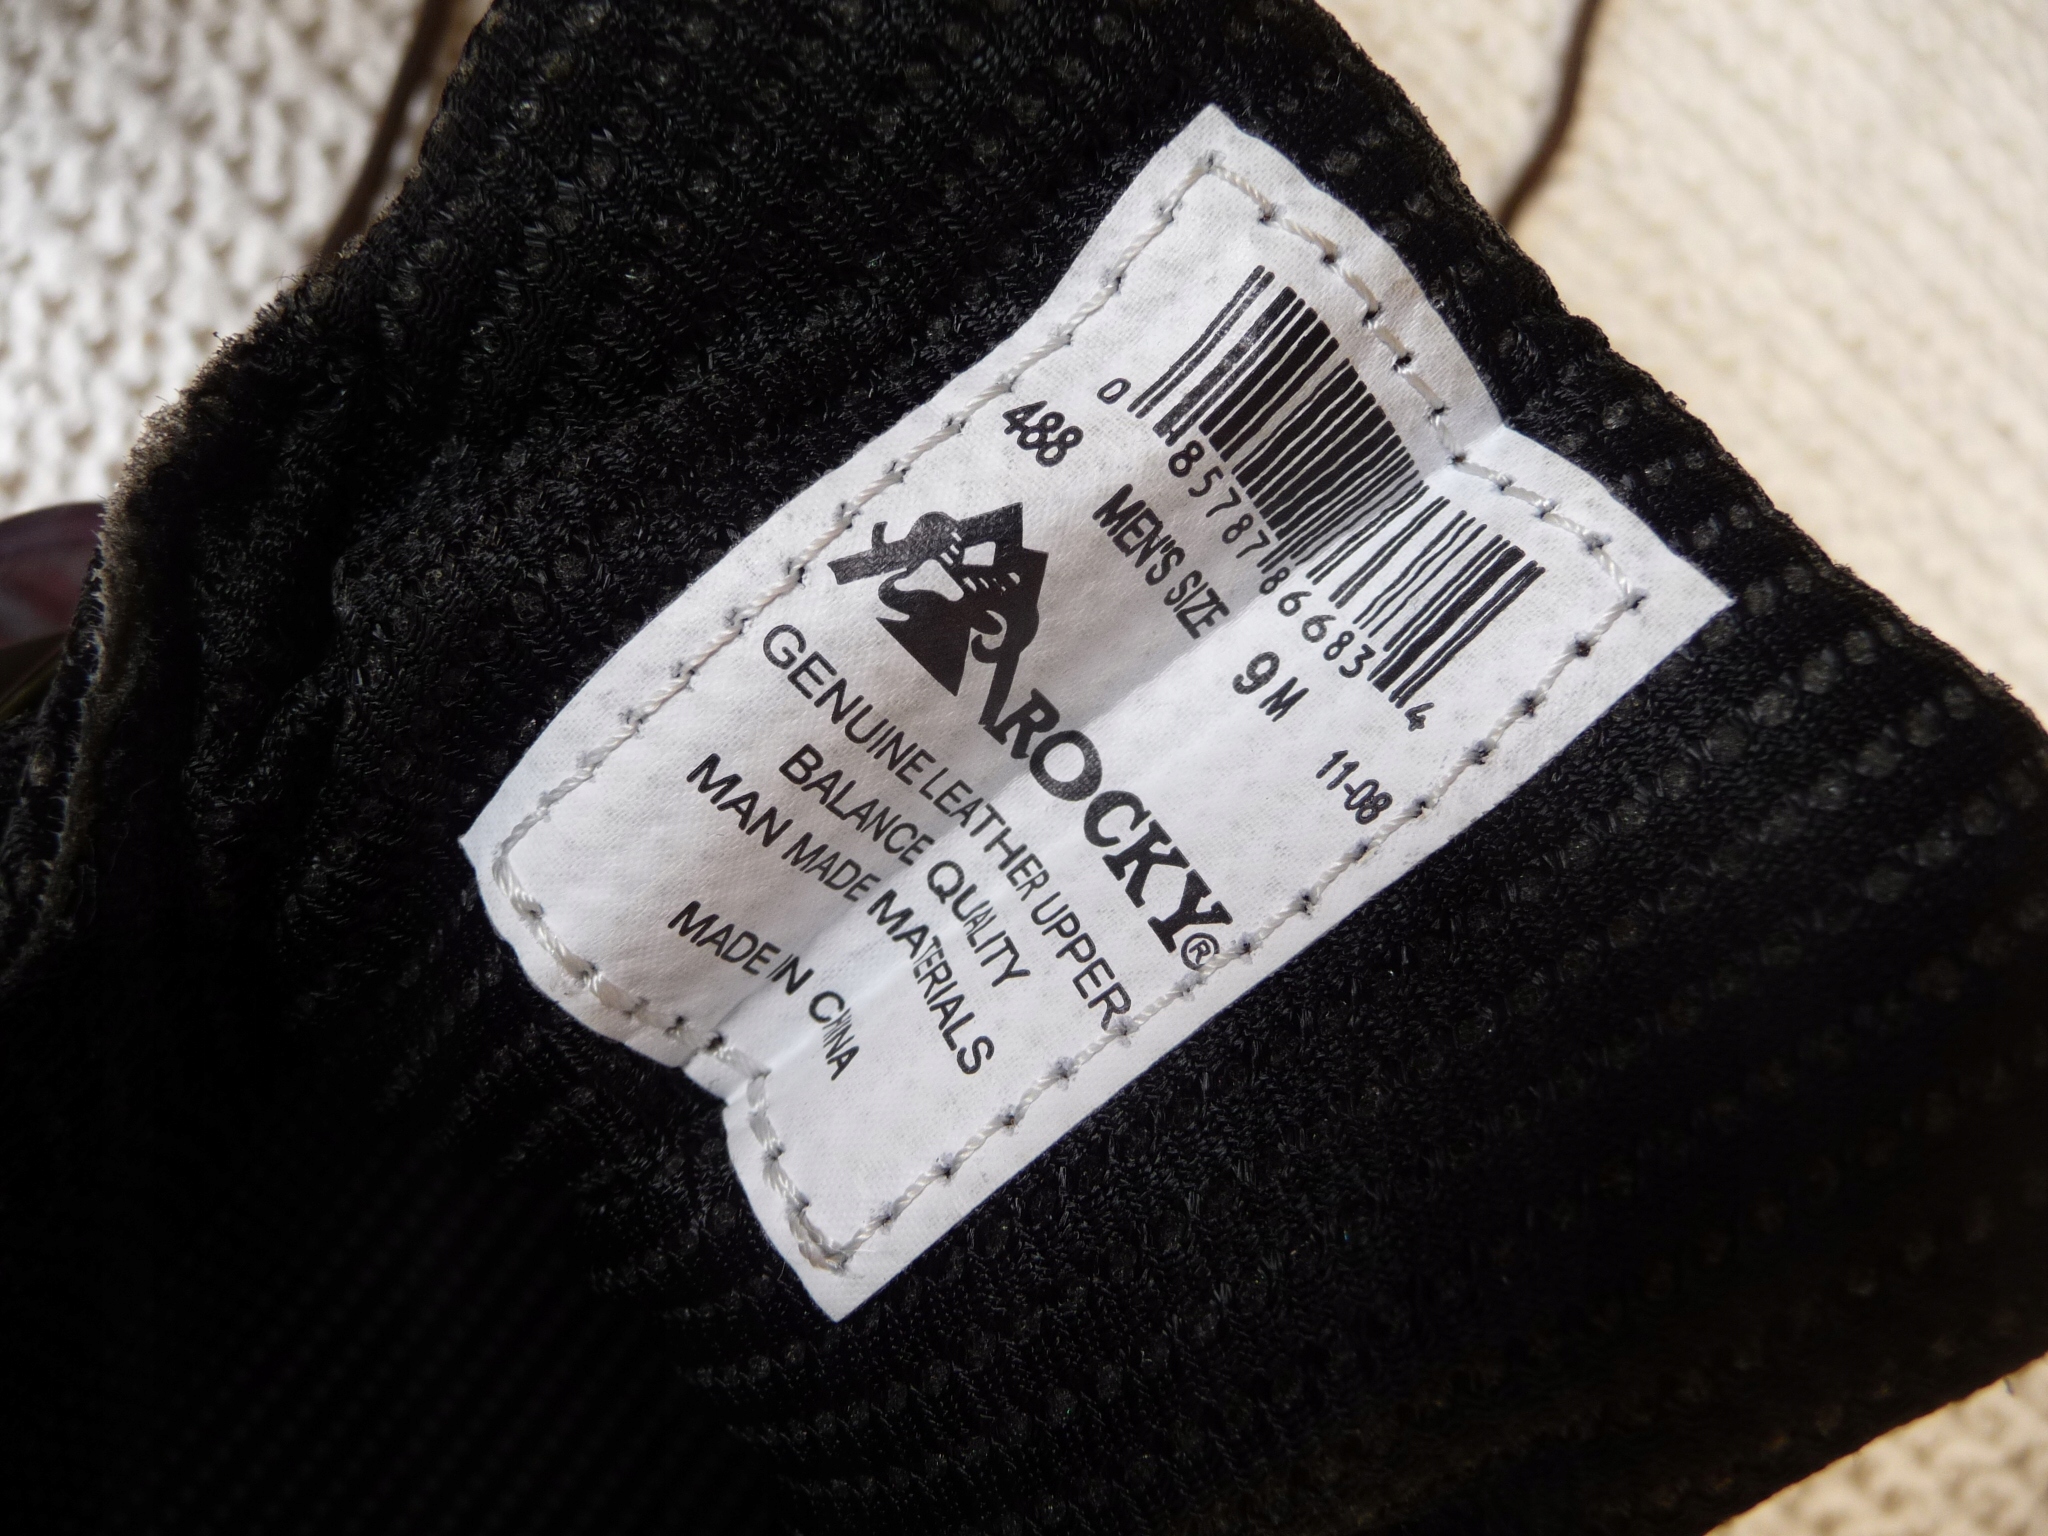 0 85787 86683 4
488 MEN'S SIZE 9 M 11-08
ROCKY®
GENUINE LEATHER UPPER
BALANCE QUALITY
MAN MADE MATERIALS
MADE IN CHINA